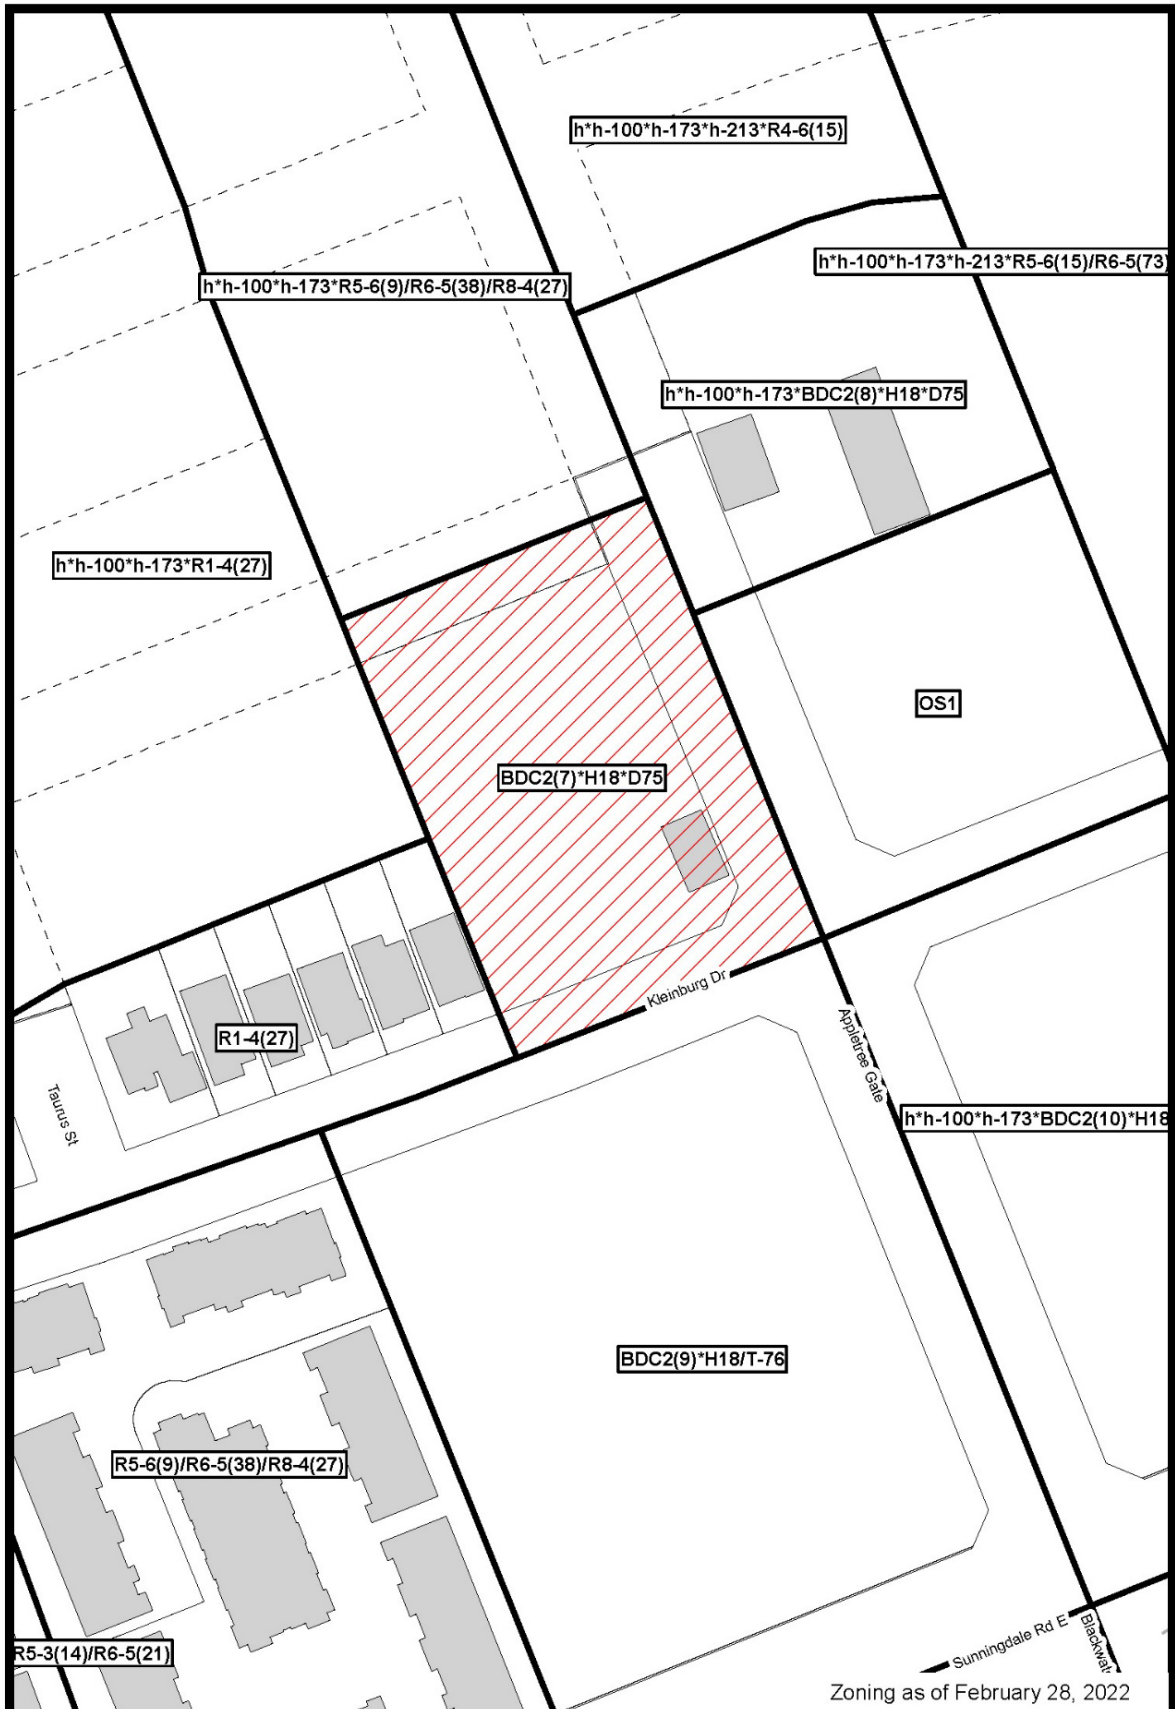 h*h-100*h-173*h-213*R4-6(15)
h*h-100*h-173*h-213*R5-6(15)/R6-5(73)
h*h-100*h-173*R5-6(9)/R6-5(38)/R8-4(27)
h*h-100*h-173*BDC2(8)*H18*D75
h*h-100*h-173*R1-4(27)
OS1
BDC2(7)*H18*D75
Kleinburg Dr
R1-4(27)
Appletree Gate
Taurus St
h*h-100*h-173*BDC2(10)*H18
BDC2(9)*H18/T-76
R5-6(9)/R6-5(38)/R8-4(27)
Sunningdale Rd E
R5-3(14)/R6-5(21)
Zoning as of February 28, 2022